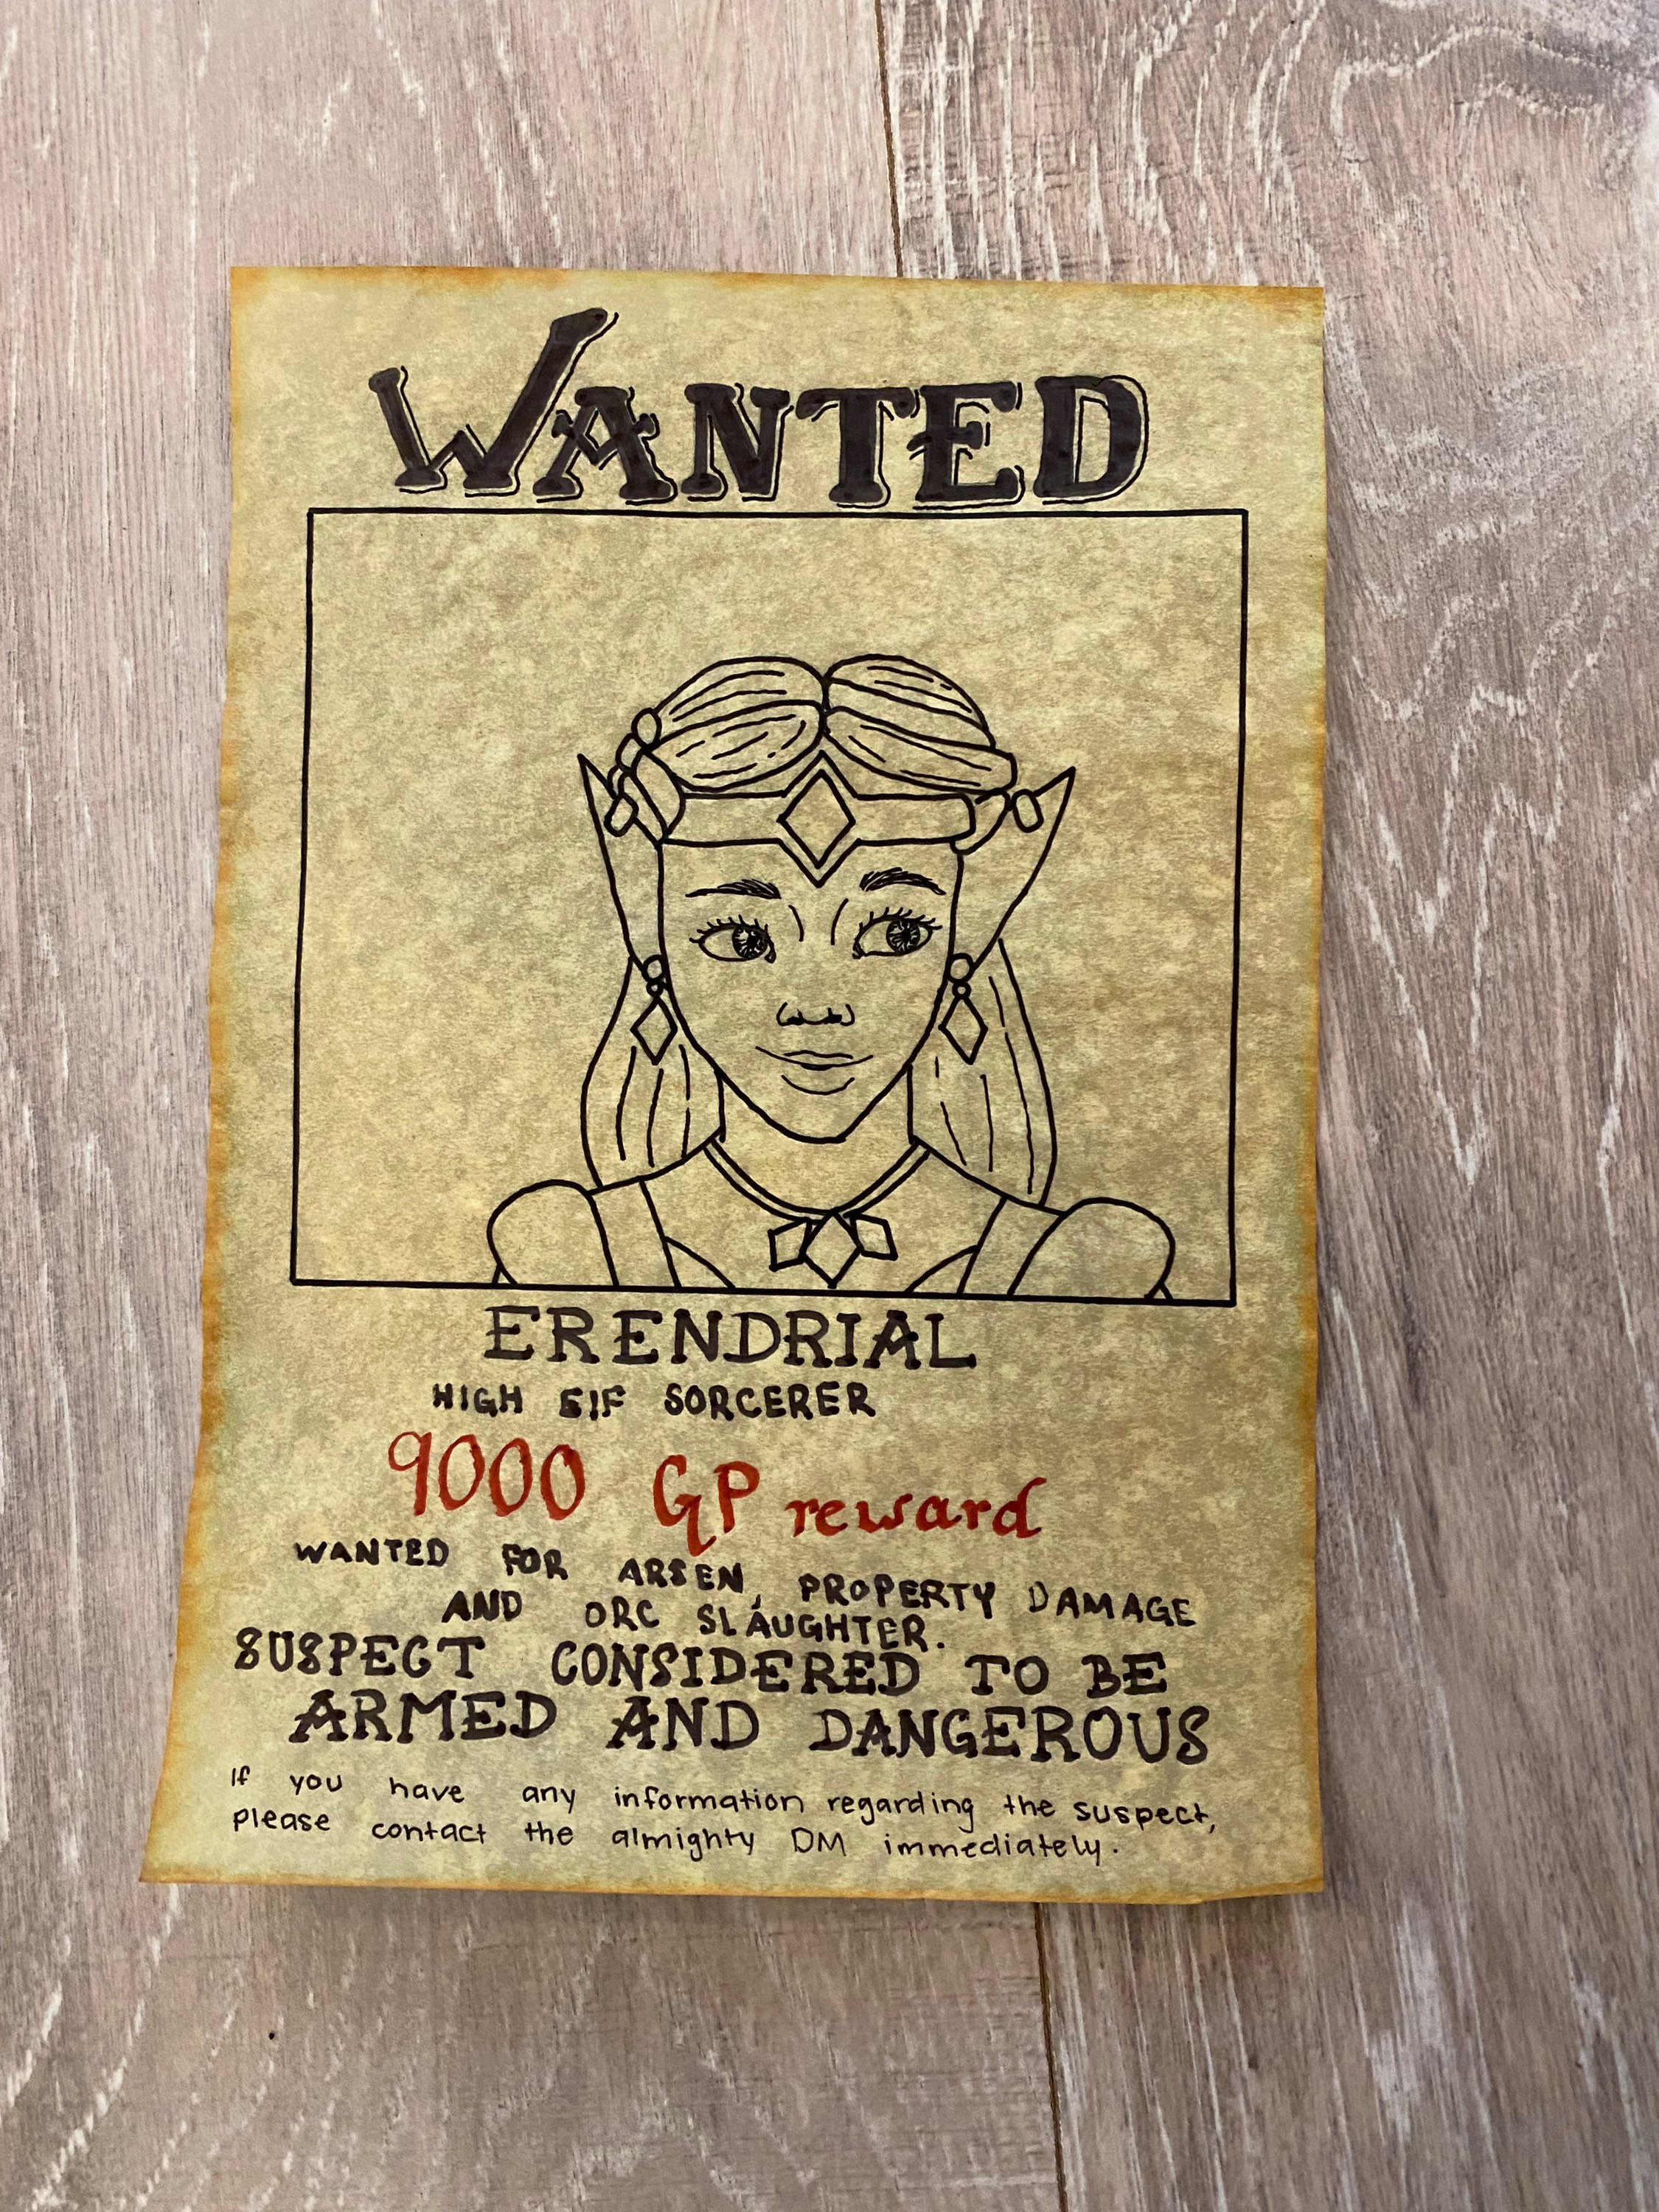 WANTED
ERENDRIAL
HIGH ElF SORCERER
9000 GP reward
WANTED FOR ARSEN, PROPERTY DAMAGE
AND ORC SLAUGHTER.
SUSPECT CONSIDERED TO BE
ARMED AND DANGEROUS
If you have any information regarding the suspect,
please contact the almighty DM immediately.